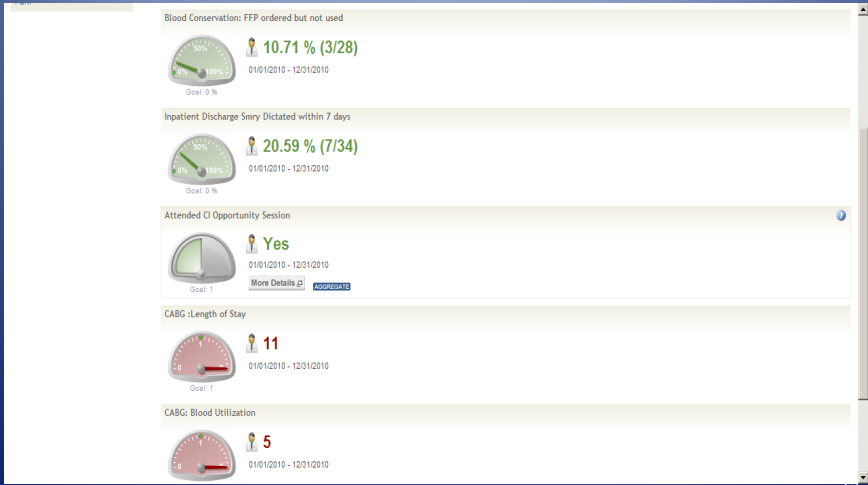 Blood Conservation: FFP ordered but not used
50%
0% 100%
10.71 % (3/28)
01/01/2010 - 12/31/2010
Goal: 0 %
Inpatient Discharge Smry Dictated within 7 days
50%
0% 100%
20.59 % (7/34)
01/01/2010 - 12/31/2010
Goal: 0 %
Attended CI Opportunity Session
Yes
01/01/2010 - 12/31/2010
More Details
AGGREGATE
Goal: 1
CABG :Length of Stay
1
0
11
01/01/2010 - 12/31/2010
Goal: 1
CABG: Blood Utilization
1
0
5
01/01/2010 - 12/31/2010